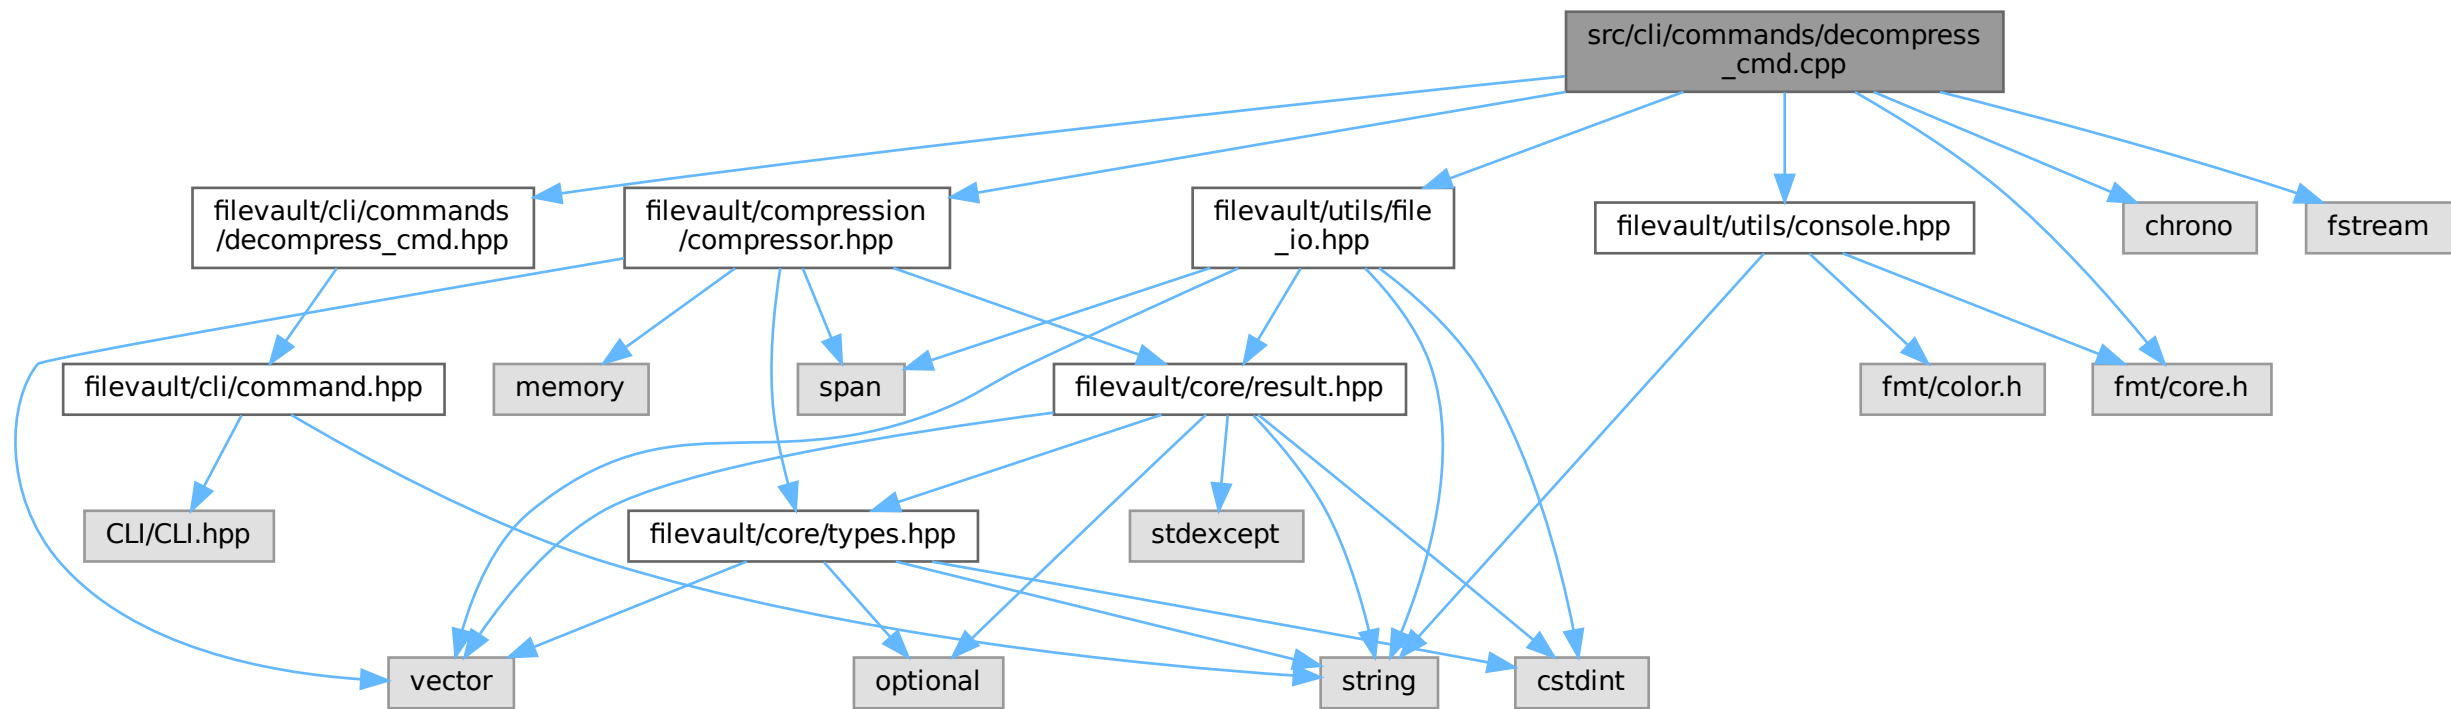 src/cli/commands/decompress
_cmd.cpp
filevault/cli/commands
/decompress_cmd.hpp
filevault/compression
/compressor.hpp
filevault/utils/file
_io.hpp
filevault/utils/console.hpp
chrono
fstream
filevault/cli/command.hpp
memory
span
filevault/core/result.hpp
fmt/color.h
fmt/core.h
CLI/CLI.hpp
filevault/core/types.hpp
stdexcept
vector
optional
string
cstdint